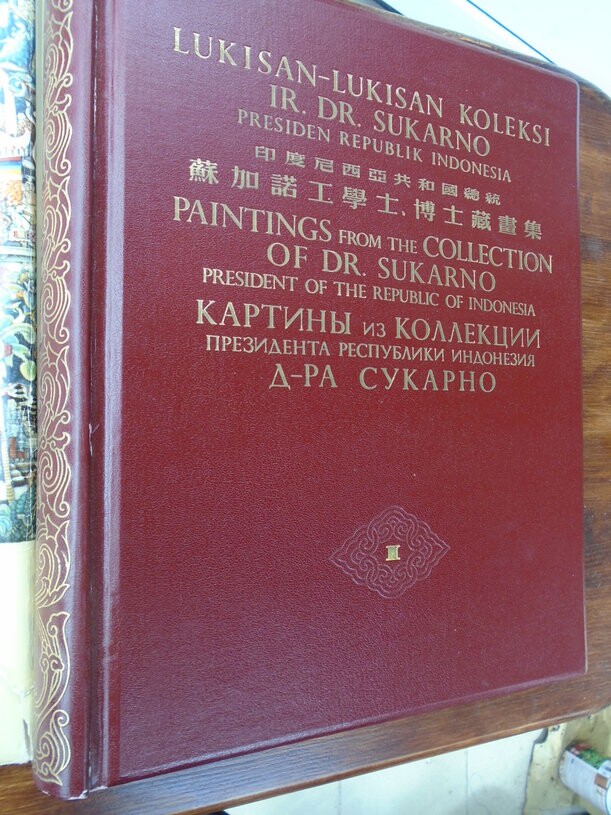 LUKISAN-LUKISAN KOLEKSI
IR. DR. SUKARNO
PRESIDEN REPUBLIK INDONESIA
印度尼西亞共和國總統
蘇加諾工學士、博士藏畫集
PAINTINGS FROM THE COLLECTION
OF DR. SUKARNO
PRESIDENT OF THE REPUBLIC OF INDONESIA
КАРТИНЫ ИЗ КОЛЛЕКЦИИ
ПРЕЗИДЕНТА РЕСПУБЛИКИ ИНДОНЕЗИЯ
Д-РА СУКАРНО
II